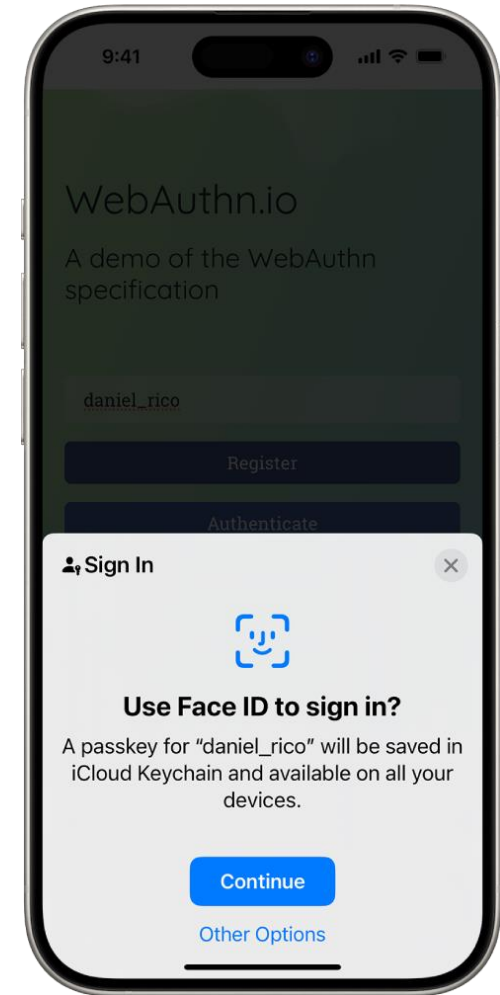 9:41
WebAuthn.io
A demo of the WebAuthn
specification
daniel_rico
Register
Authenticate
Sign In
Use Face ID to sign in?
A passkey for “daniel_rico” will be saved in
iCloud Keychain and available on all your
devices.
Continue
Other Options